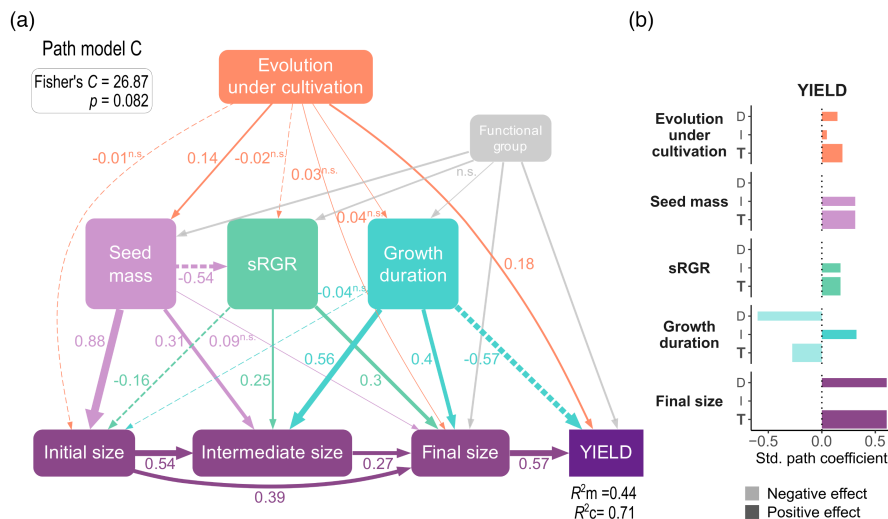 (a)
Path model C
Fisher's C = 26.87
p = 0.082
Evolution
under cultivation
Functional
group
-0.01n.s.
0.14
-0.02n.s.
0.03n.s.
n.s.
0.04n.s.
0.18
Seed
mass
-0.54
sRGR
Growth
duration
-0.04n.s.
0.88
0.31
0.09n.s.
0.56
0.4
-0.57
-0.16
0.25
0.3
Initial size
0.54
Intermediate size
0.27
Final size
0.57
YIELD
0.39
R2m =0.44
R2c= 0.71
(b)
YIELD
Evolution
under
cultivation
D
I
T
Seed mass
D
I
T
sRGR
D
I
T
Growth
duration
D
I
T
Final size
D
I
T
−0.5
0.0
0.5
Std. path coefficient
Negative effect
Positive effect